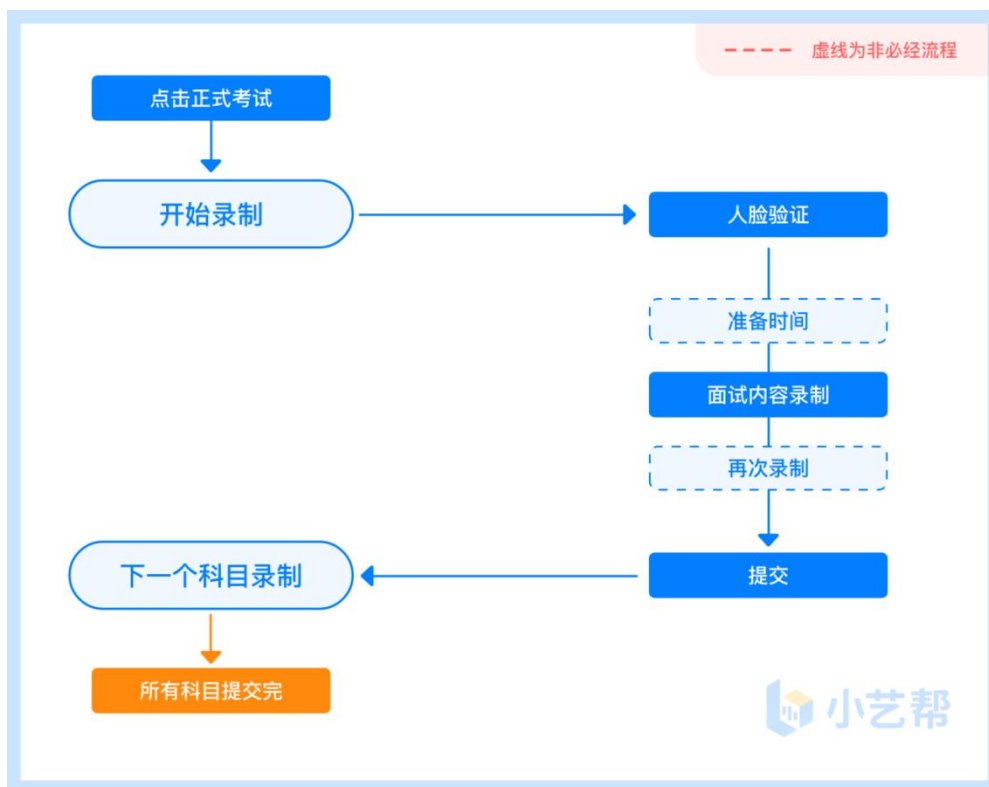 虚线为非必经流程
点击正式考试
开始录制
人脸验证
准备时间
面试内容录制
再次录制
提交
下一个科目录制
所有科目提交完
小艺帮